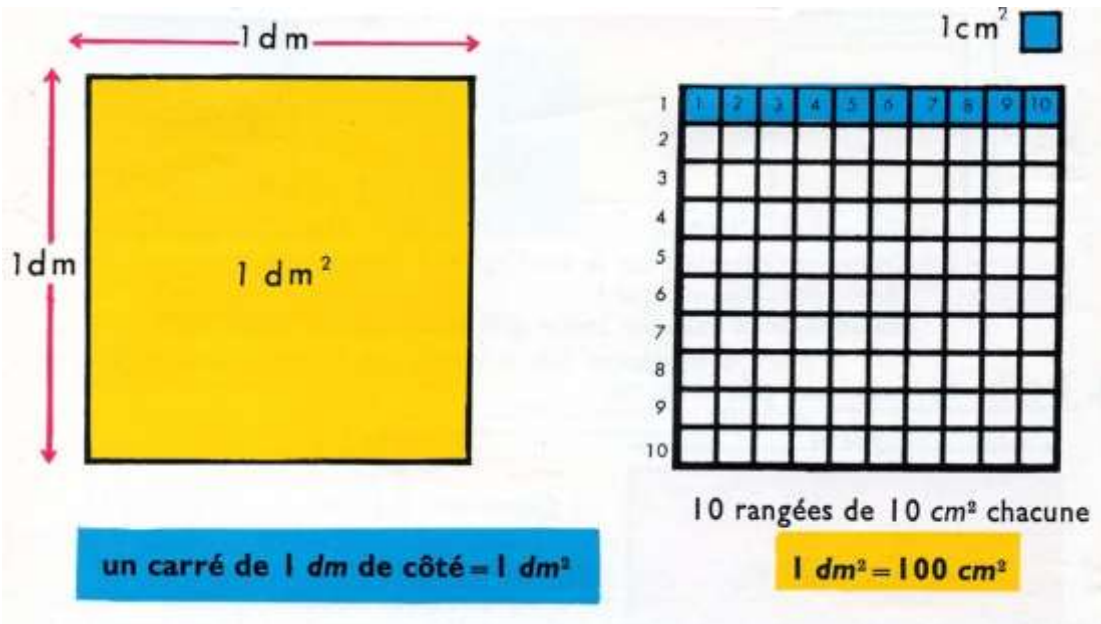 1 dm
1 dm
1 dm²
un carré de 1 dm de côté = 1 dm²
1cm²
1 2 3 4 5 6 7 8 9 10
1
2
3
4
5
6
7
8
9
10
10 rangées de 10 cm² chacune
1 dm² = 100 cm²